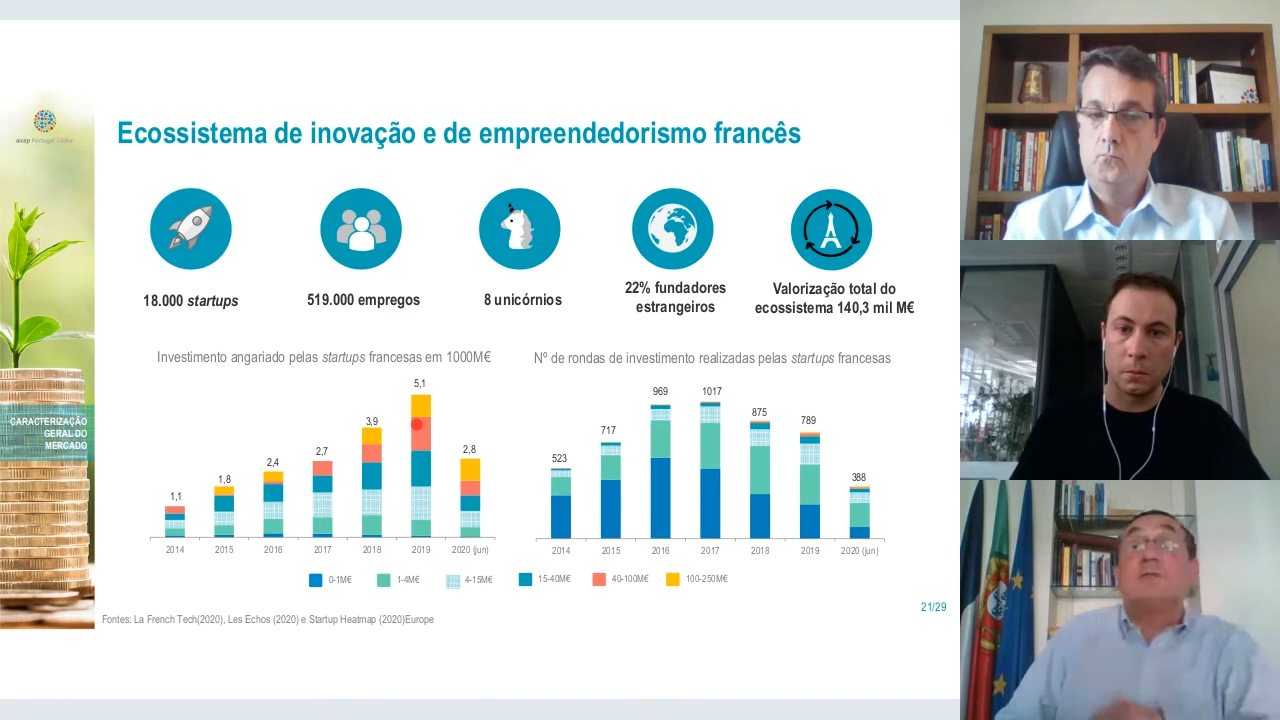 aicep Portugal Global
Ecossistema de inovação e de empreendedorismo francês
18.000 startups
519.000 empregos
8 unicórnios
22% fundadores
estrangeiros
Valorização total do
ecossistema 140,3 mil M€
CARACTERIZAÇÃO
GERAL DO
MERCADO
Investimento angariado pelas startups francesas em 1000M€
1,1
1,8
2,4
2,7
3,9
5,1
2,8
2014
2015
2016
2017
2018
2019
2020 (jun)
Nº de rondas de investimento realizadas pelas startups francesas
523
717
969
1017
875
789
388
2014
2015
2016
2017
2018
2019
2020 (jun)
0-1M€
1-4M€
4-15M€
15-40M€
40-100M€
100-250M€
21/29
Fontes: La French Tech(2020), Les Echos (2020) e Startup Heatmap (2020)Europe